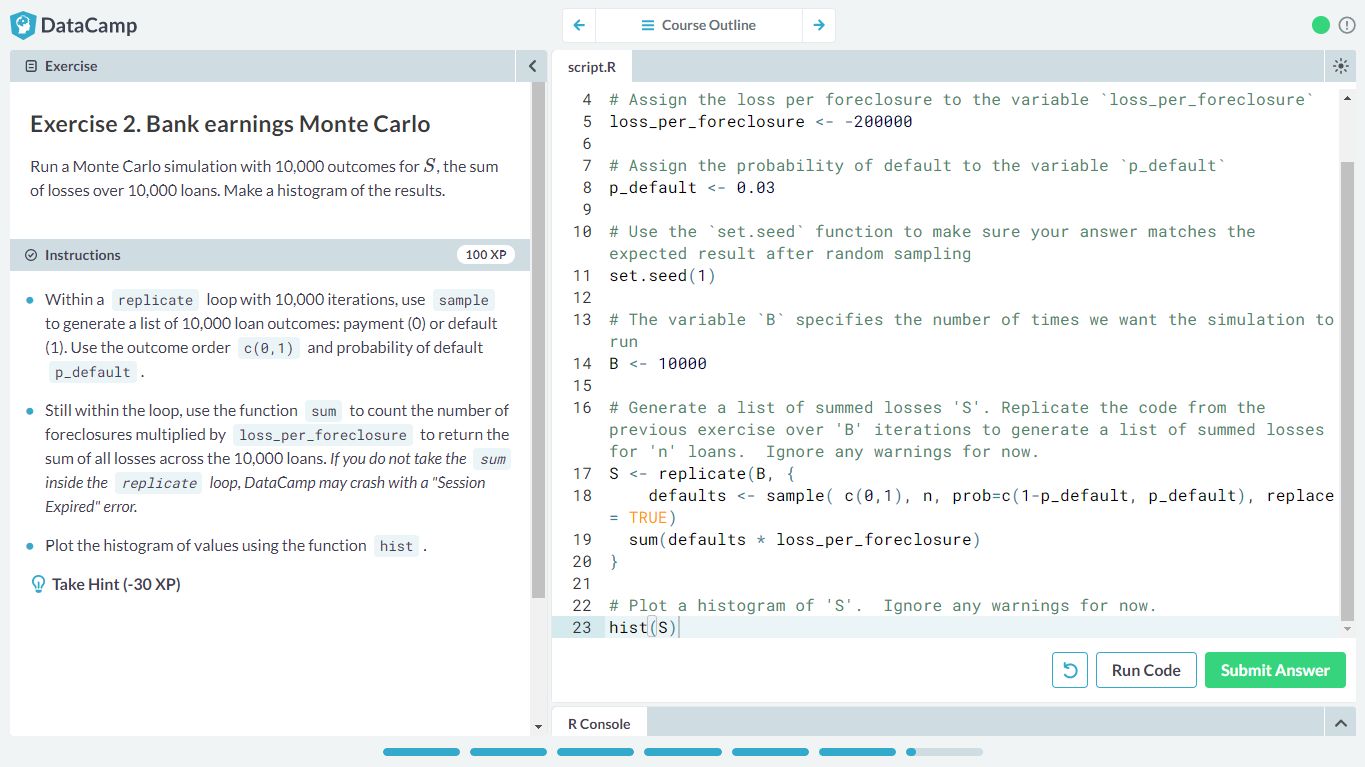 DataCamp
Course Outline
Exercise
Exercise 2. Bank earnings Monte Carlo
Run a Monte Carlo simulation with 10,000 outcomes for S, the sum
of losses over 10,000 loans. Make a histogram of the results.
Instructions
100 XP
Within a replicate loop with 10,000 iterations, use sample
to generate a list of 10,000 loan outcomes: payment (0) or default
(1). Use the outcome order c(0,1) and probability of default
p_default .
Still within the loop, use the function sum to count the number of
foreclosures multiplied by loss_per_foreclosure to return the
sum of all losses across the 10,000 loans. If you do not take the sum
inside the replicate loop, DataCamp may crash with a "Session
Expired" error.
Plot the histogram of values using the function hist .
Take Hint (-30 XP)
script.R
4 # Assign the loss per foreclosure to the variable `loss_per_foreclosure`
5 loss_per_foreclosure <- -200000
6
7 # Assign the probability of default to the variable `p_default`
8 p_default <- 0.03
9
10 # Use the `set.seed` function to make sure your answer matches the
expected result after random sampling
11 set.seed(1)
12
13 # The variable `B` specifies the number of times we want the simulation to
run
14 B <- 10000
15
16 # Generate a list of summed losses 'S'. Replicate the code from the
previous exercise over 'B' iterations to generate a list of summed losses
for 'n' loans.  Ignore any warnings for now.
17 S <- replicate(B, {
18     defaults <- sample( c(0,1), n, prob=c(1-p_default, p_default), replace
= TRUE)
19   sum(defaults * loss_per_foreclosure)
20 }
21
22 # Plot a histogram of 'S'.  Ignore any warnings for now.
23 hist(S)
Run Code
Submit Answer
R Console